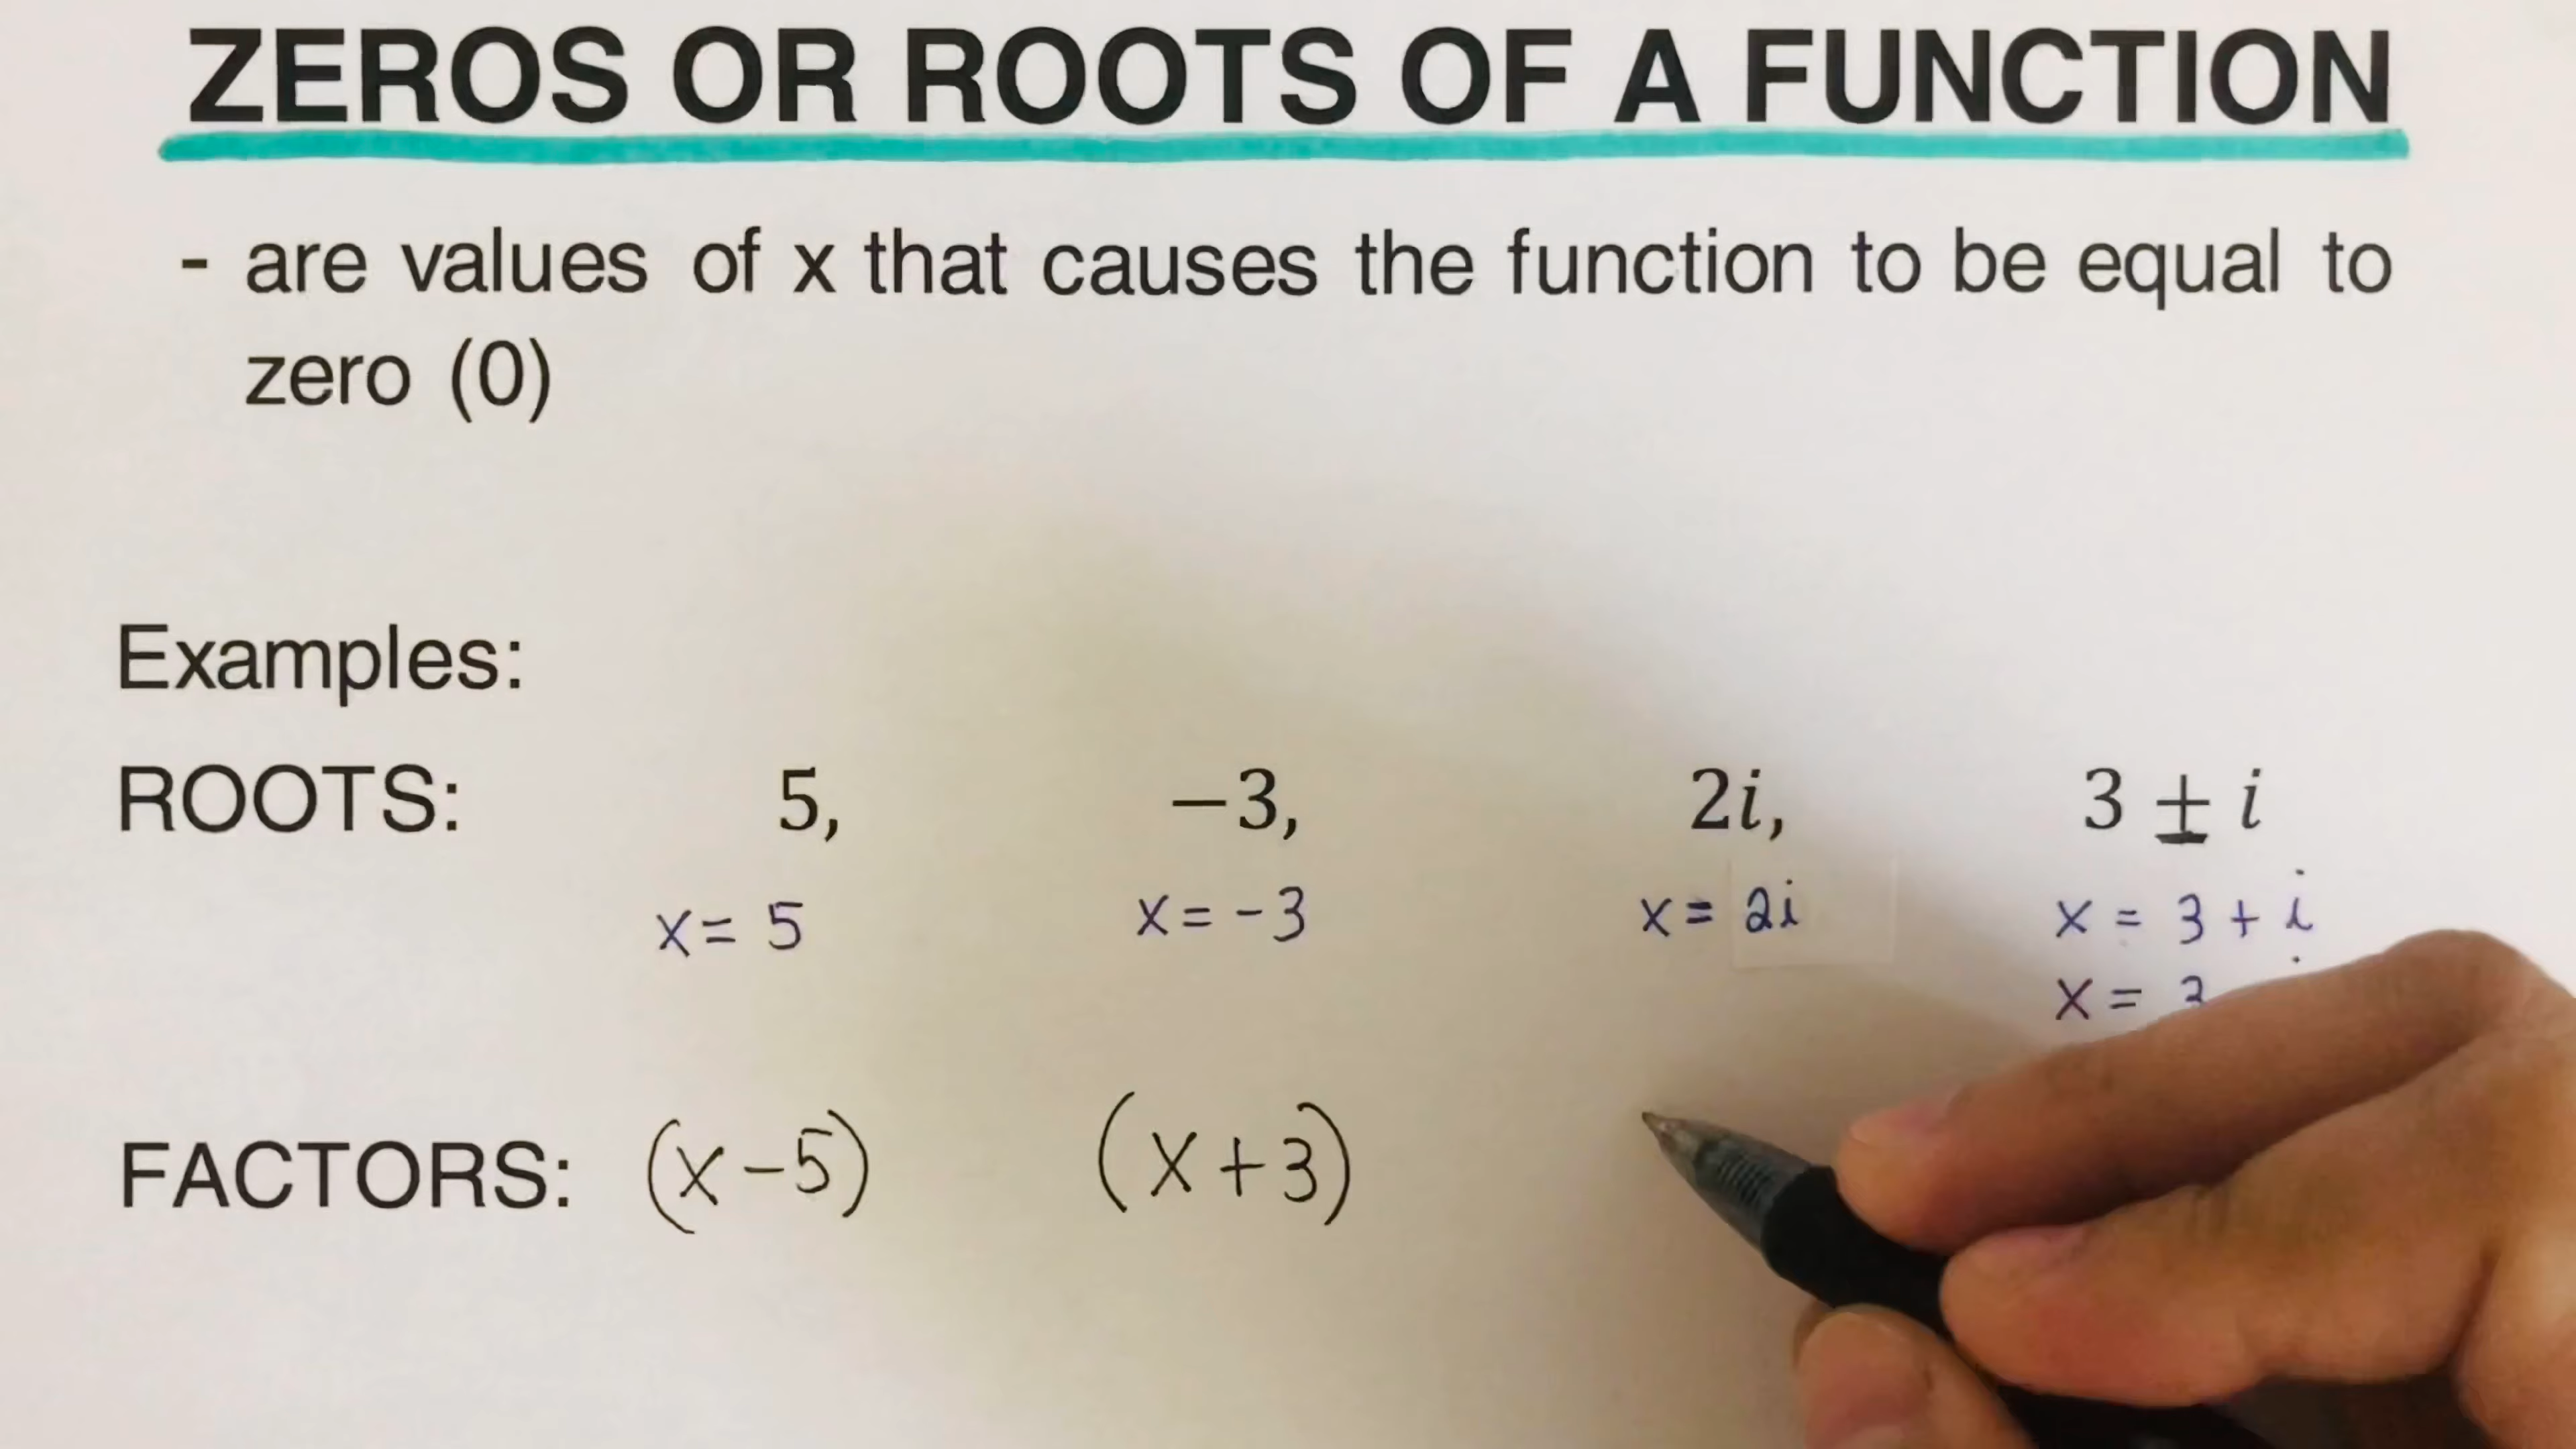 ZEROS OR ROOTS OF A FUNCTION
- are values of x that causes the function to be equal to
zero (0)
Examples:
ROOTS: 5, −3, 2i, 3 ± i
x = 5 x = -3 x = 2i x = 3 + i
x =
FACTORS: (x - 5) (x + 3)